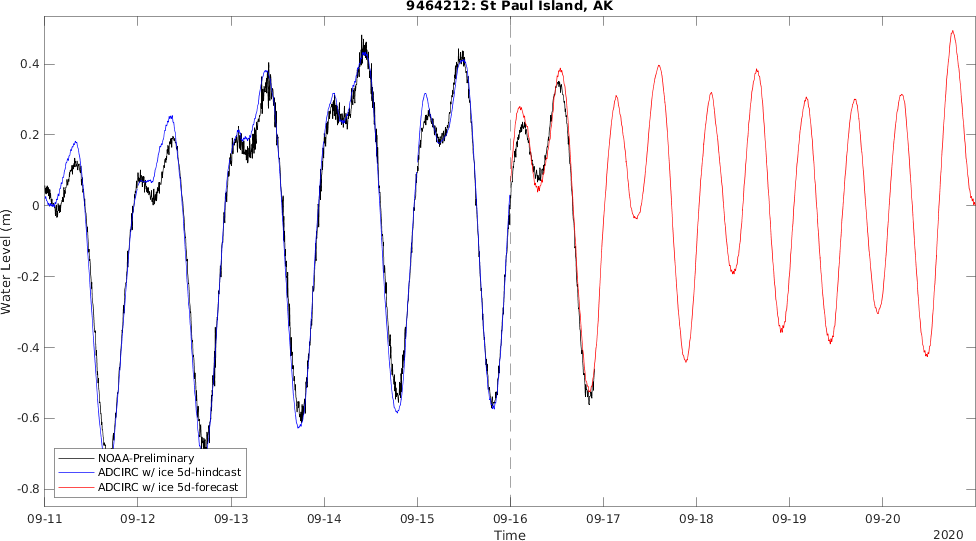 9464212: St Paul Island, AK
0.4
0.2
0
-0.2
-0.4
-0.6
-0.8
Water Level (m)
NOAA-Preliminary
ADCIRC w/ ice 5d-hindcast
ADCIRC w/ ice 5d-forecast
09-11 09-12 09-13 09-14 09-15 09-16 09-17 09-18 09-19 09-20
Time
2020